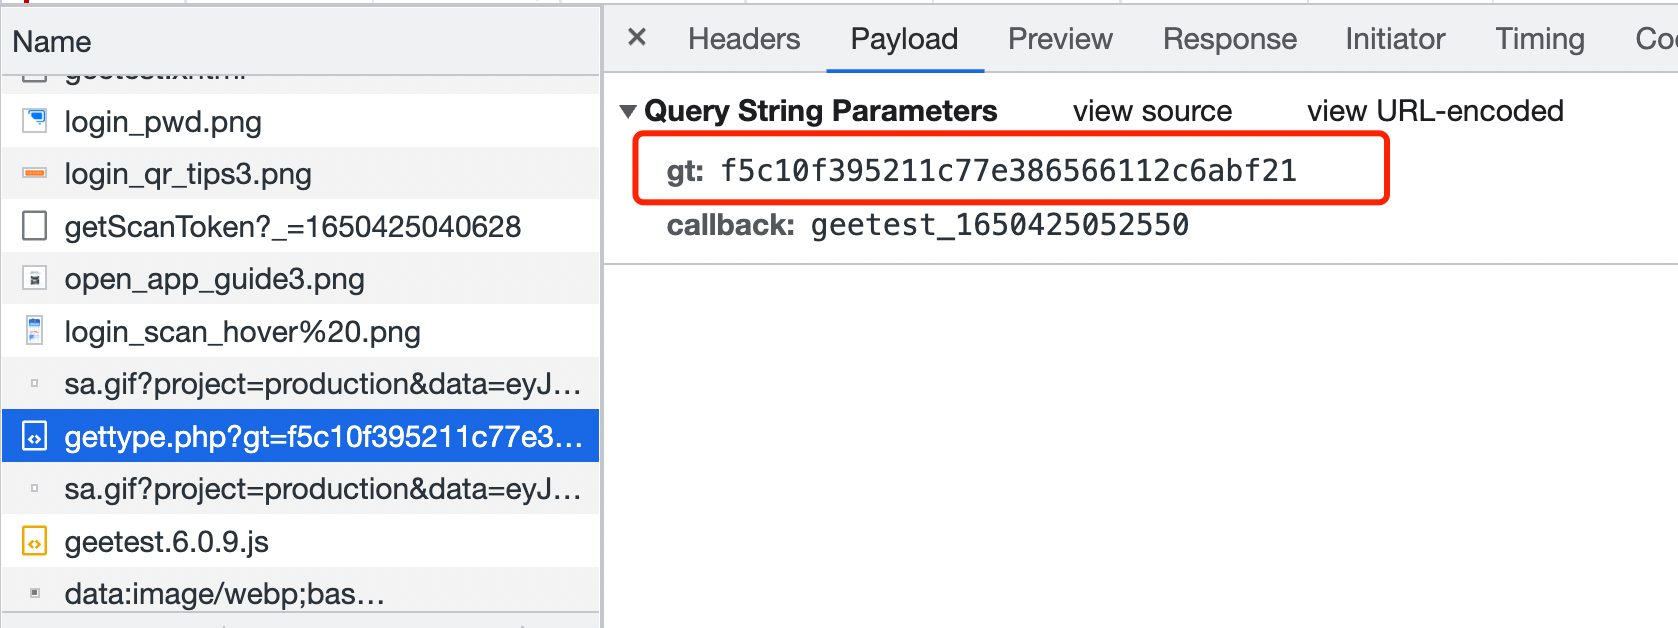 Name
Headers Payload Preview Response Initiator Timing
Query String Parameters view source view URL-encoded
gt: f5c10f395211c77e386566112c6abf21
callback: geetest_1650425052550
login_pwd.png
login_qr_tips3.png
getScanToken?_=1650425040628
open_app_guide3.png
login_scan_hover%20.png
sa.gif?project=production&data=eyJ…
gettype.php?gt=f5c10f395211c77e3…
sa.gif?project=production&data=eyJ…
geetest.6.0.9.js
data:image/webp;bas…